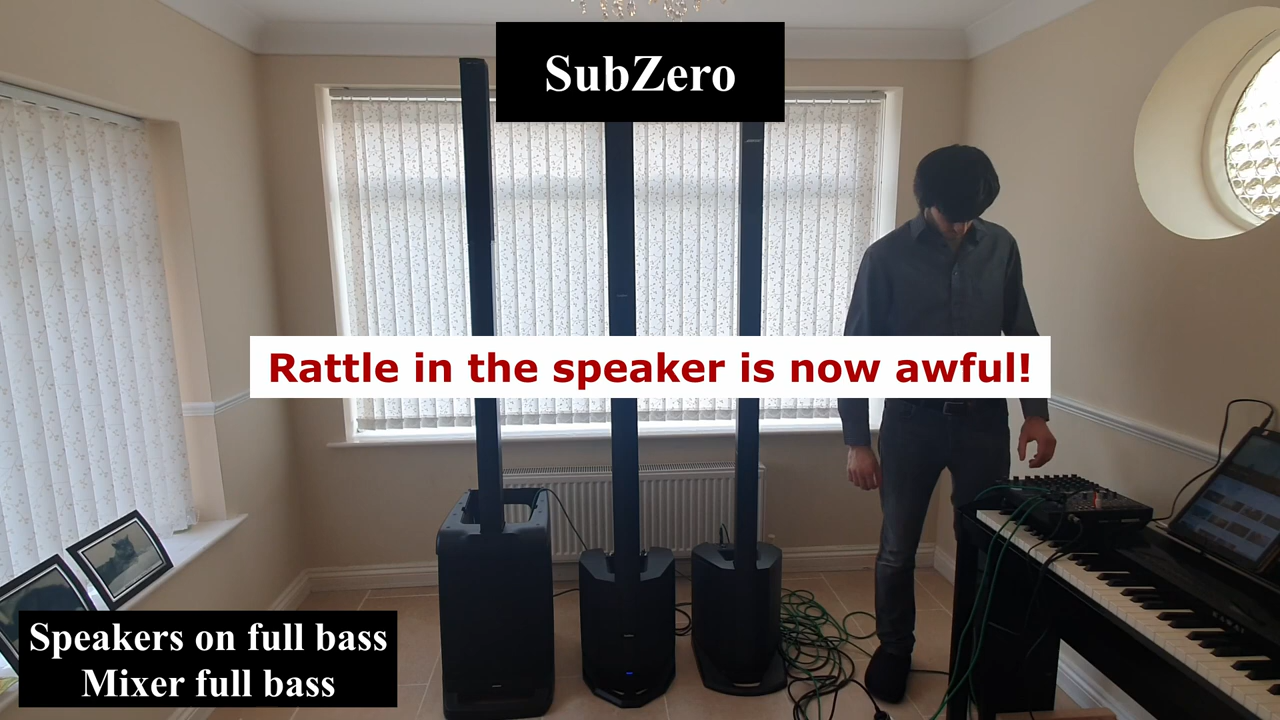 SubZero
Rattle in the speaker is now awful!
Speakers on full bass
Mixer full bass